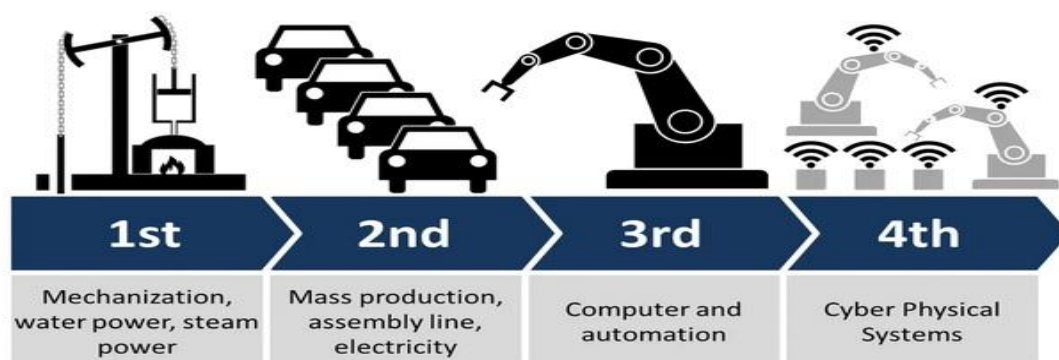 1st
2nd
3rd
4th
Mechanization,
water power, steam
power
Mass production,
assembly line,
electricity
Computer and
automation
Cyber Physical
Systems